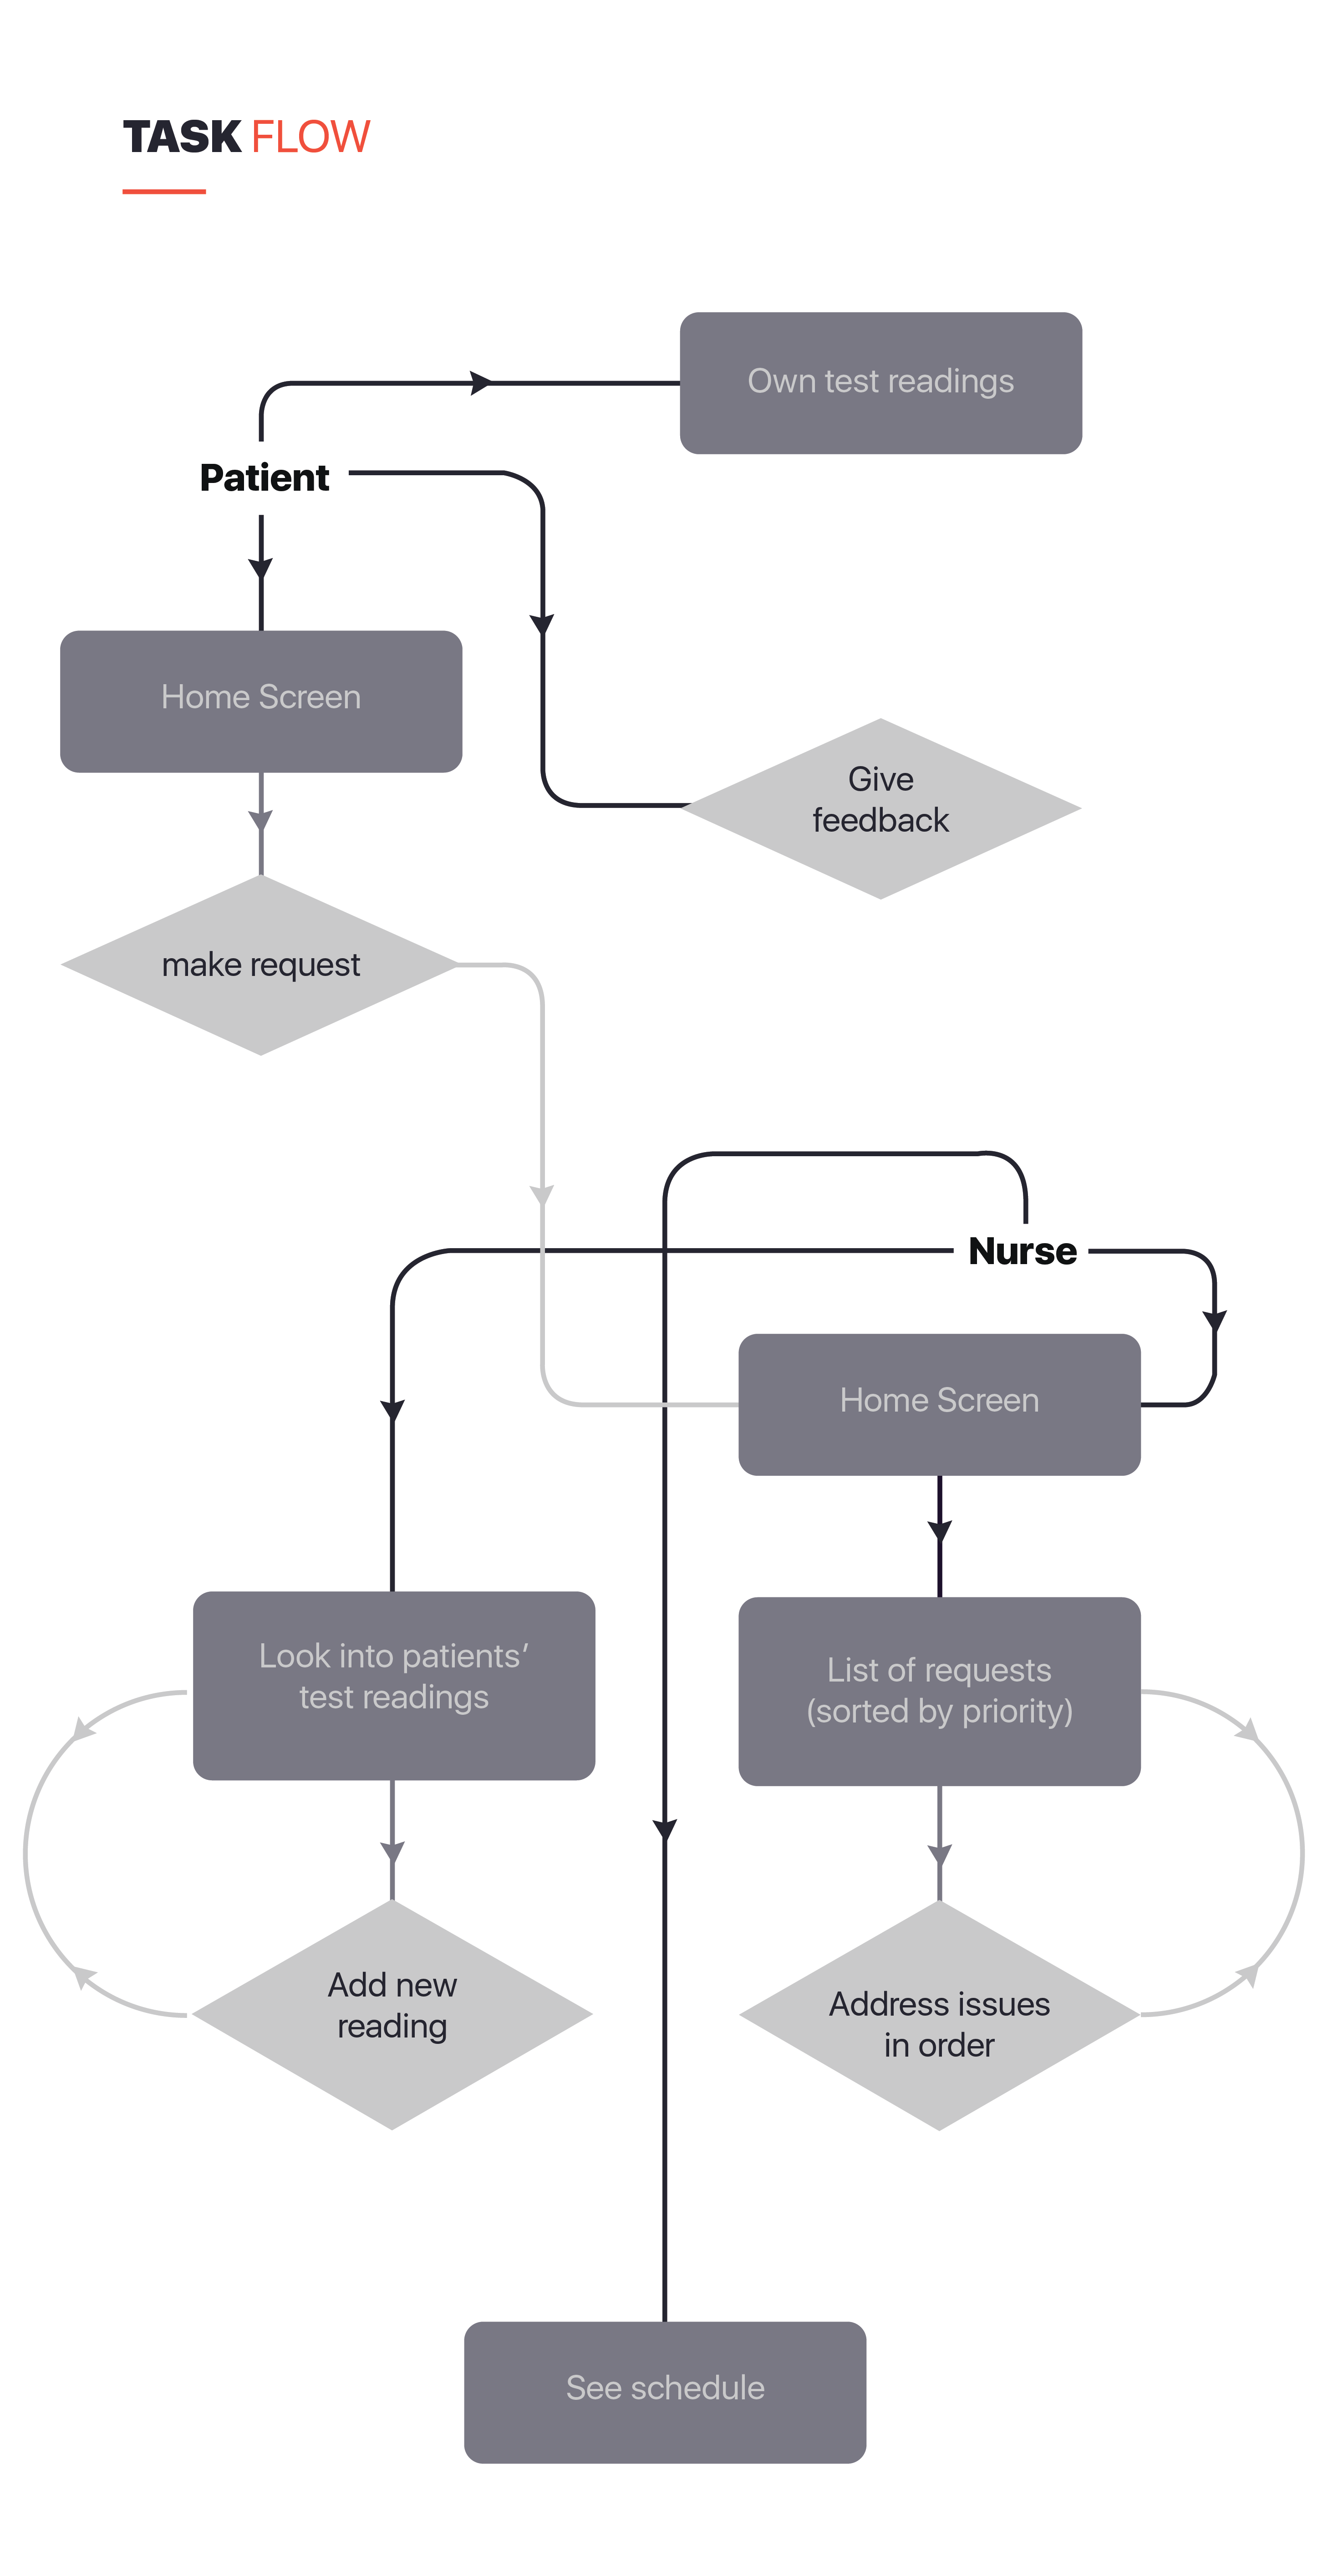 TASK FLOW
Own test readings
Patient
Home Screen
Give
feedback
make request
Nurse
Home Screen
Look into patients’
test readings
List of requests
(sorted by priority)
Add new
reading
Address issues
in order
See schedule